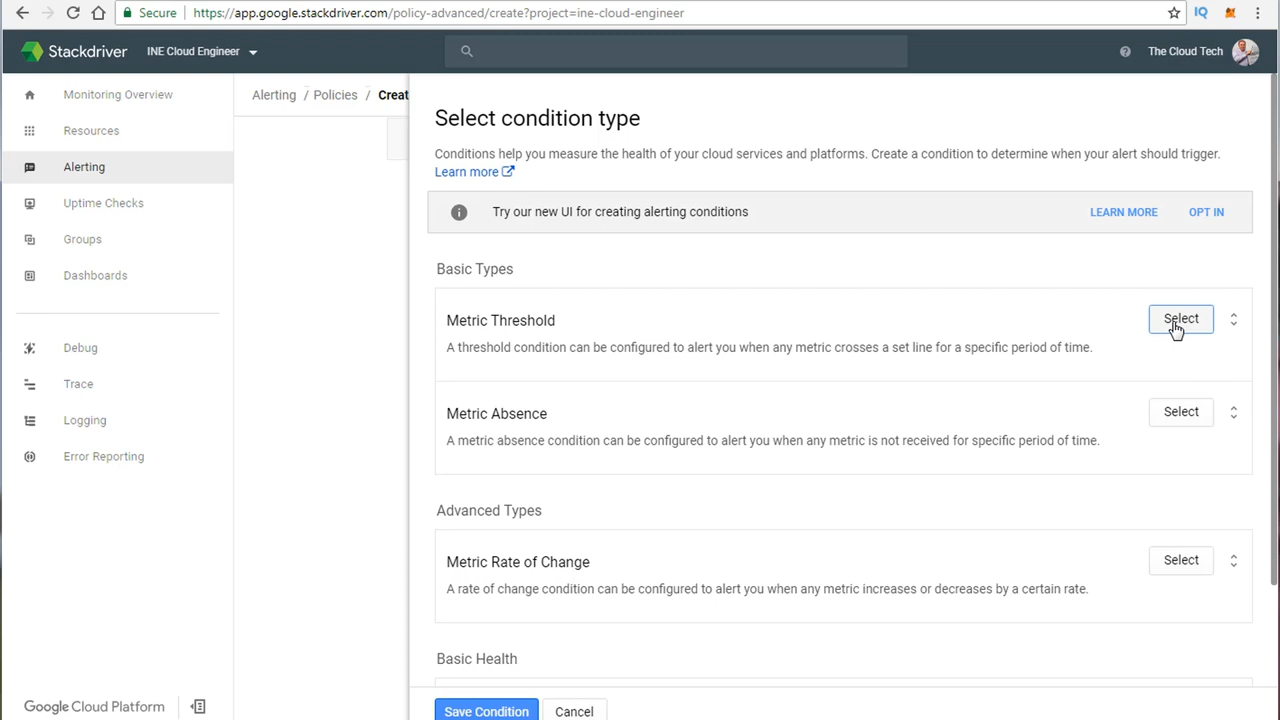 Secure
https://app.google.stackdriver.com/policy-advanced/create?project=ine-cloud-engineer
IQ
Stackdriver
INE Cloud Engineer
The Cloud Tech
Monitoring Overview
Resources
Alerting
Uptime Checks
Groups
Dashboards
Debug
Trace
Logging
Error Reporting
Google Cloud Platform
Alerting / Policies / Creat
Select condition type
Conditions help you measure the health of your cloud services and platforms. Create a condition to determine when your alert should trigger.
Learn more
Try our new UI for creating alerting conditions
LEARN MORE
OPT IN
Basic Types
Metric Threshold
Select
A threshold condition can be configured to alert you when any metric crosses a set line for a specific period of time.
Metric Absence
Select
A metric absence condition can be configured to alert you when any metric is not received for specific period of time.
Advanced Types
Metric Rate of Change
Select
A rate of change condition can be configured to alert you when any metric increases or decreases by a certain rate.
Basic Health
Save Condition
Cancel